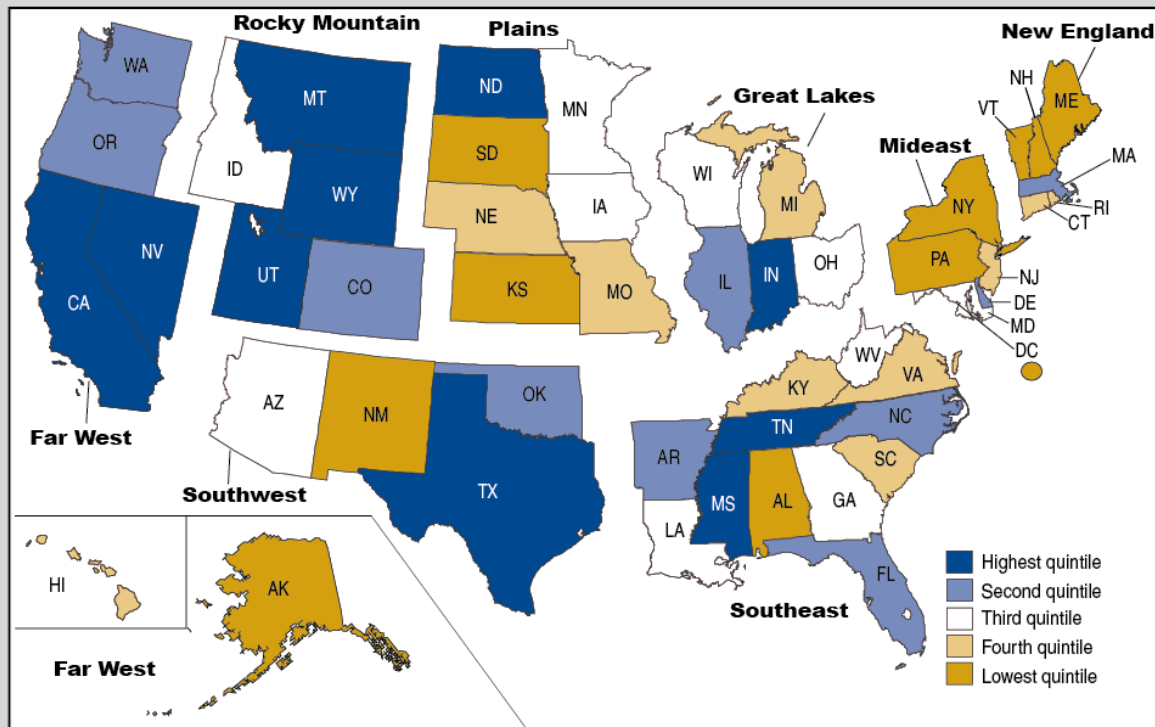 Rocky Mountain
Plains
New England
Great Lakes
Mideast
WA
OR
CA
NV
ID
MT
WY
UT
CO
ND
SD
NE
KS
MN
IA
MO
WI
MI
IL
IN
OH
NH
VT
ME
MA
RI
CT
NY
PA
NJ
DE
MD
DC
Far West
AZ
NM
OK
TX
Southwest
KY
WV
VA
TN
NC
AR
SC
MS
AL
GA
LA
FL
Southeast
HI
AK
Far West
Highest quintile
Second quintile
Third quintile
Fourth quintile
Lowest quintile